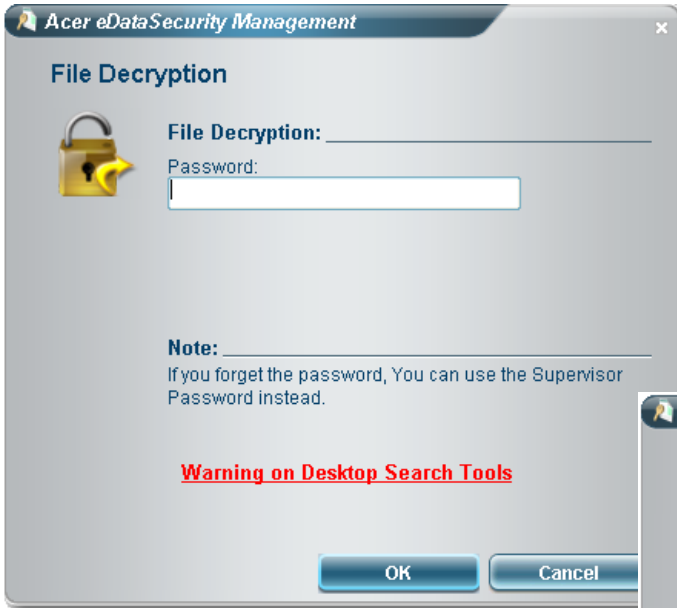 Acer eDataSecurity Management
File Decryption
File Decryption:
Password:
Note:
If you forget the password, You can use the Supervisor
Password instead.
Warning on Desktop Search Tools
OK
Cancel